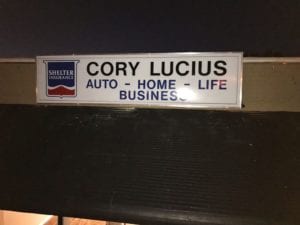 SHELTER
INSURANCE
CORY LUCIUS
AUTO - HOME - LIFE
BUSINESS